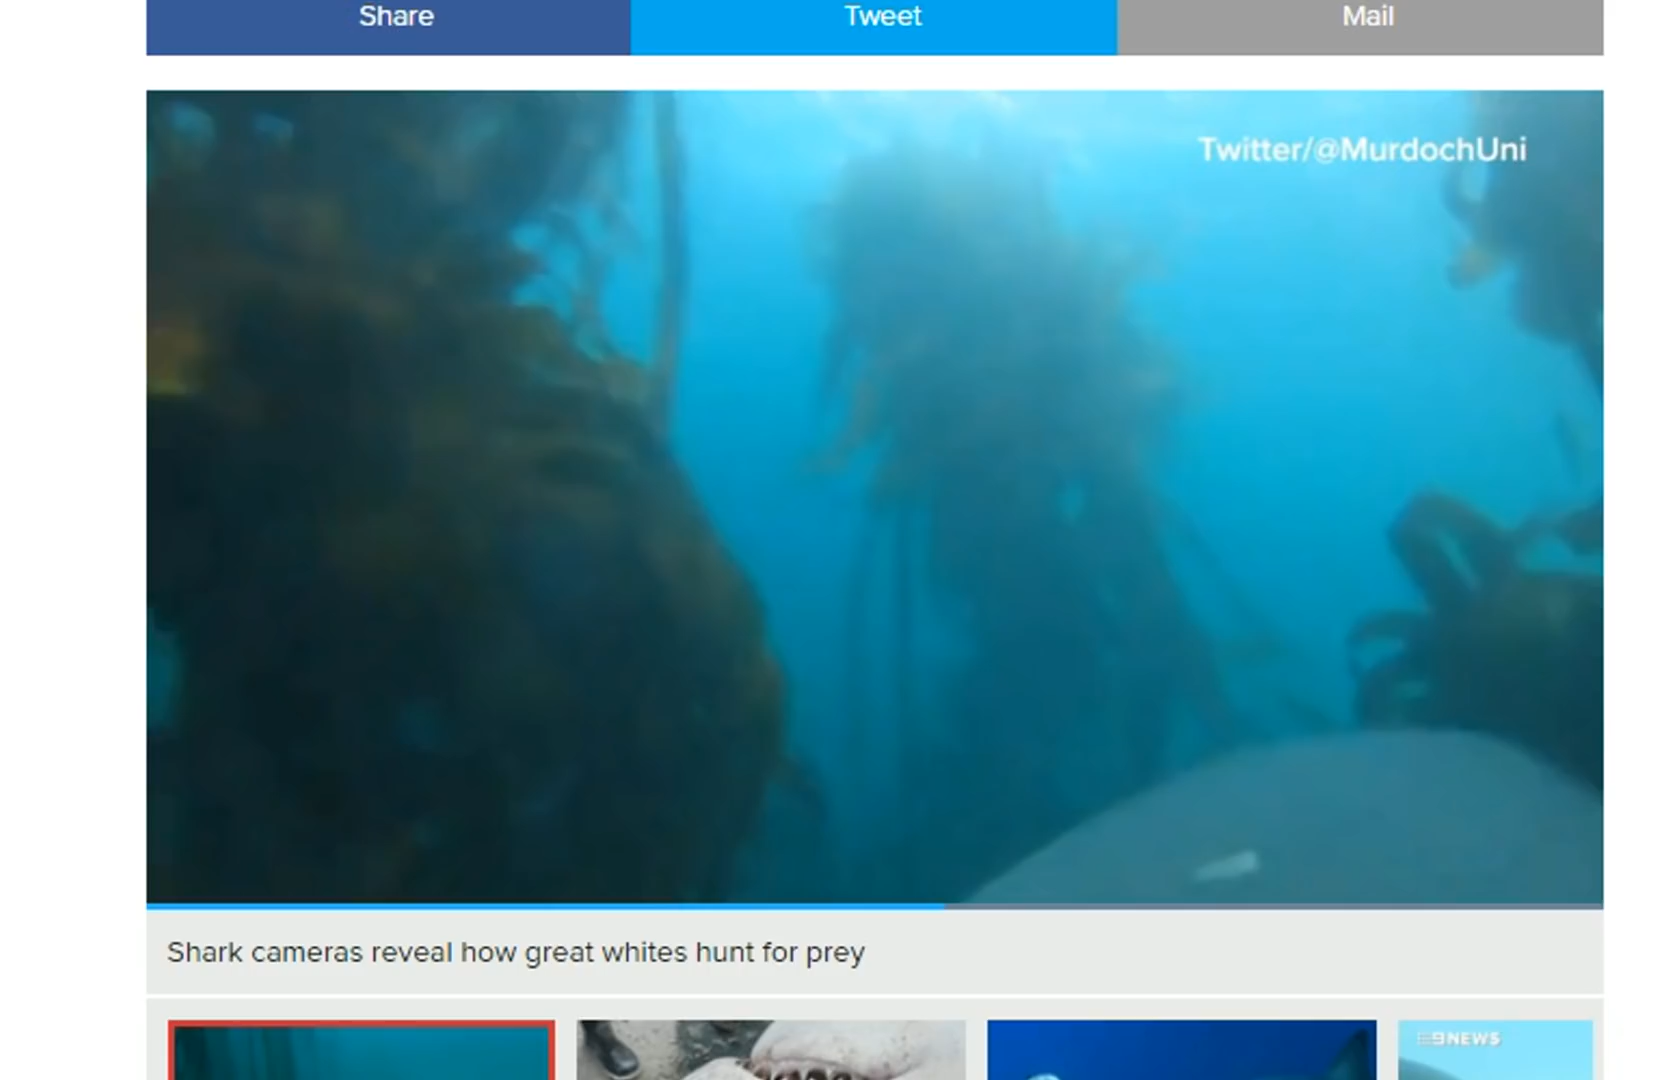 Share
Tweet
Mail
Twitter/@MurdochUni
Shark cameras reveal how great whites hunt for prey
9NEWS